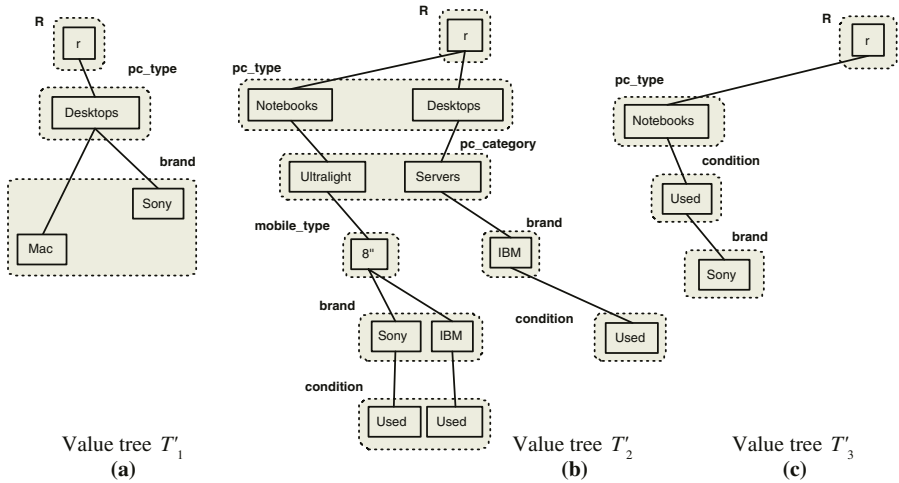 R
r
pc_type
Desktops
brand
Sony
Mac
Value tree T'1
(a)
R
r
pc_type
Notebooks
Desktops
pc_category
Ultralight
Servers
mobile_type
brand
8"
IBM
brand
Sony
IBM
condition
Used
condition
Used
Used
Value tree T'2
(b)
R
r
pc_type
Notebooks
condition
Used
brand
Sony
Value tree T'3
(c)